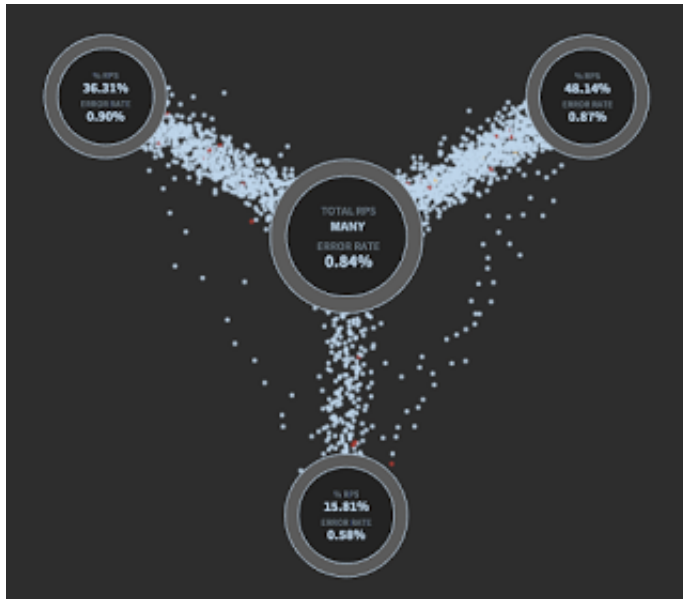 % RPS
36.31%
ERROR RATE
0.90%
% RPS
48.14%
ERROR RATE
0.87%
TOTAL RPS
MANY
ERROR RATE
0.84%
% RPS
15.81%
ERROR RATE
0.58%